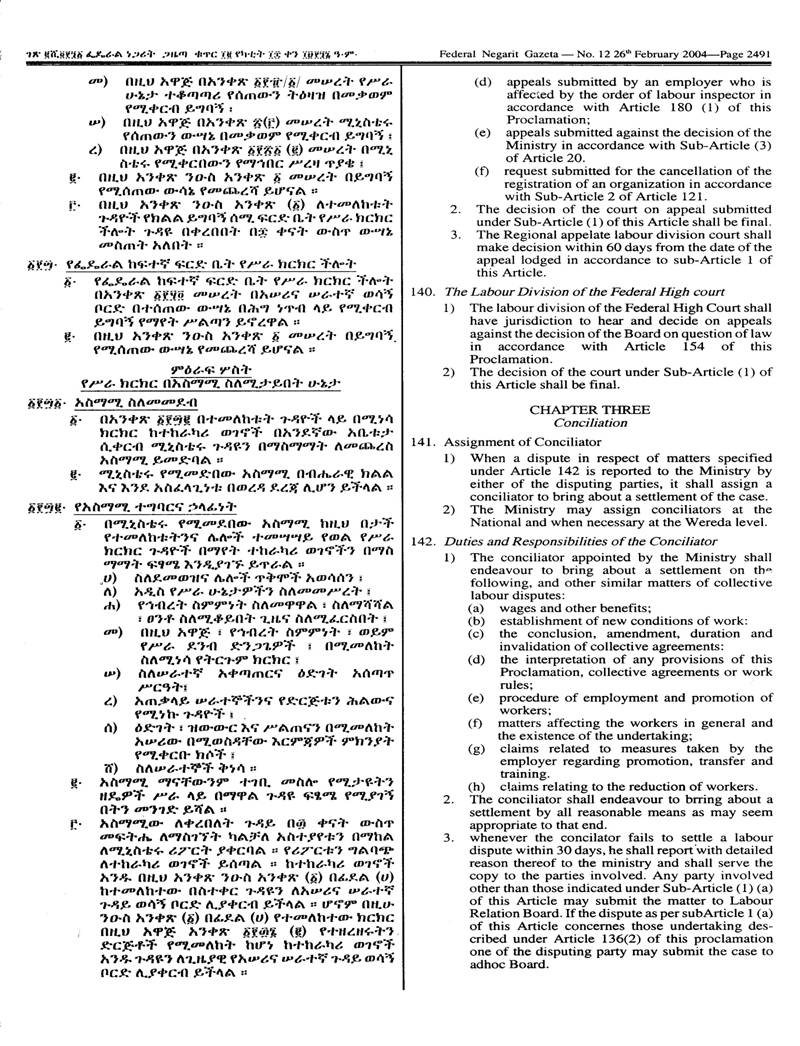 ገጽ ፪ሺ፬፻፺፩ ፌዴራል ነጋሪት ጋዜጣ ቁጥር ፲፪ የካቲት ፲፰ ቀን ፲፱፻፺፮ ዓ·ም·
መ) በዚህ አዋጅ በአንቀጽ ፩፻፹/፩/ መሠረት የሥራ
ሁኔታ ተቆጣጣሪ የሰጠውን ትዕዛዝ በመቃወም
የሚቀርብ ይግባኝ ፣
ሠ) በዚህ አዋጅ በአንቀጽ ፳(፫) መሠረት ሚኒስቴሩ
የሰጠውን ውሣኔ በመቃወም የሚቀርብ ይግባኝ ፣
ረ) በዚህ አዋጅ በአንቀጽ ፩፻፳፩ (፪) መሠረት በሚኒ
ስቴሩ የሚቀርበውን የማኅበር ሥረዛ ጥያቄ ፤
፪· በዚህ አንቀጽ ንዑስ አንቀጽ ፩ መሠረት በይግባኝ
የሚሰጠው ውሳኔ የመጨረሻ ይሆናል ።
፫· በዚህ አንቀጽ ንዑስ አንቀጽ (፩) ለተመለከቱት
ጉዳዮች የክልል ይግባኝ ሰሚ ፍርድ ቤት የሥራ ክርክር
ችሎት ጉዳዩ በቀረበበት በ፷ ቀናት ውስጥ ውሣኔ
መስጠት አለበት ።
፩፻፵· የፌዴራል ከፍተኛ ፍርድ ቤት የሥራ ክርክር ችሎት
፩· የፌዴራል ከፍተኛ ፍርድ ቤት የሥራ ክርክር ችሎት
በአንቀጽ ፩፻፶፬ መሠረት በአሠሪና ሠራተኛ ወሳኝ
ቦርድ በተሰጠው ውሣኔ በሕግ ነጥብ ላይ የሚቀርብ
ይግባኝ የማየት ሥልጣን ይኖረዋል ።
፪· በዚህ አንቀጽ ንዑስ አንቀጽ ፩ መሠረት በይግባኝ
የሚሰጠው ውሣኔ የመጨረሻ ይሆናል ።
ምዕራፍ ሦስት
የሥራ ክርክር በአስማሚ ስለሚታይበት ሁኔታ
፩፻፵፩· አስማሚ ስለመመደብ
፩· በአንቀጽ ፩፻፵፪ በተመለከቱት ጉዳዮች ላይ በሚነሳ
ክርክር ከተከራካሪ ወገኖች በአንደኛው አቤቱታ
ሲቀርብ ሚኒስቴሩ ጉዳዩን በማስማማት ለመጨረስ
አስማሚ ይመድባል ።
፪· ሚኒስቴሩ የሚመድበው አስማሚ በብሔራዊ ክልል
እና እንደ አስፈላጊነቱ በወረዳ ደረጃ ሊሆን ይችላል ።
፩፻፵፪· የአስማሚ ተግባርና ኃላፊነት
፩· በሚኒስቴሩ የሚመደበው አስማሚ ከዚህ በታች
የተመለከቱትንና ሌሎች ተመሣሣይ የወል የሥራ
ክርክር ጉዳዮች በማየት ተከራካሪ ወገኖችን በማስ
ማማት ፍፃሜ እንዲያገኙ ይጥራል ።
ሀ) ስለደመወዝና ሌሎች ጥቅሞች አወሳሰን ፤
ለ) አዲስ የሥራ ሁኔታዎችን ስለመመሥረት ፤
ሐ) የኅብረት ስምምነት ስለመዋዋል ፣ ስለማሻሻል
፣ ፀንቶ ስለሚቆይበት ጊዜና ስለሚፈርስበት ፤
መ) በዚህ አዋጅ ፣ የኅብረት ስምምነት ፣ ወይም
የሥራ ደንብ ድንጋጌዎች ፣ በሚመለከት
ስለሚነሳ የትርጉም ክርክር ፤
ሠ) ስለሠራተኛ አቀጣጠርና ዕድገት አሰጣጥ
ሥርዓት፤
ረ) አጠቃላይ ሠራተኞችንና የድርጅቱን ሕልውና
የሚነኩ ጉዳዮች ፤
ሰ) ዕድገት ፣ ዝውውር እና ሥልጠናን በሚመለከት
አሠሪው በሚወስዳቸው እርምጃዎች ምክንያት
የሚቀርቡ ክሶች ፤
ሸ) ስለሠራተኞች ቅነሳ ።
፪· አስማሚ ማናቸውንም ተገቢ መስሎ የሚታዩትን
ዘዴዎች ሥራ ላይ በማዋል ጉዳዩ ፍፄሜ የሚያገኝ
በትን መንገድ ይሻል ።
፫· አስማሚው ለቀረበለት ጉዳይ በ፴ ቀናት ውስጥ
መፍትሔ ለማስገኘት ካልቻለ አስተያየቱን በማከል
ለሚኒስቴሩ ሪፖርት ያቀርባል ። የሪፖርቱን ግልባጭ
ለተከራካሪ ወገኖች ይሰጣል ። ከተከራካሪ ወገኖች
አንዱ በዚህ አንቀጽ ንዑስ አንቀጽ (፩) በፊደል (ሀ)
ከተመለከተው በስተቀር ጉዳዩን ለአሠሪና ሠራተኛ
ጉዳይ ወሳኝ ቦርድ ሊያቀርብ ይችላል ። ሆኖም በዚሁ
ንዑስ አንቀጽ (፩) በፊደል (ሀ) የተመለከተው ክርክር
በዚህ አዋጅ አንቀጽ ፩፻፴፮ (፪) የተዘረዘሩትን
ድርጅቶች የሚመለከት ከሆነ ከተከራካሪ ወገኖች
አንዱ ጉዳዩን ለጊዜያዊ የአሠሪና ሠራተኛ ጉዳይ ወሳኝ
ቦርድ ሊያቀርብ ይችላል ።
Federal Negarit Gazeta — No. 12 26th February 2004—Page 2491
(d) appeals submitted by an employer who is
affected by the order of labour inspector in
accordance with Article 180 (1) of this
Proclamation;
(e) appeals submitted against the decision of the
Ministry in accordance with Sub-Article (3)
of Article 20.
(f) request submitted for the cancellation of the
registration of an organization in accordance
with Sub-Article 2 of Article 121.
2. The decision of the court on appeal submitted
under Sub-Article (1) of this Article shall be final.
3. The Regional appelate labour division court shall
make decision within 60 days from the date of the
appeal lodged in accordance to sub-Article 1 of
this Article.
140. The Labour Division of the Federal High court
1) The labour division of the Federal High Court shall
have jurisdiction to hear and decide on appeals
against the decision of the Board on question of law
in accordance with Article 154 of this
Proclamation.
2) The decision of the court under Sub-Article (1) of
this Article shall be final.
CHAPTER THREE
Conciliation
141. Assignment of Conciliator
1) When a dispute in respect of matters specified
under Article 142 is reported to the Ministry by
either of the disputing parties, it shall assign a
conciliator to bring about a settlement of the case.
2) The Ministry may assign conciliators at the
National and when necessary at the Wereda level.
142. Duties and Responsibilities of the Conciliator
1) The conciliator appointed by the Ministry shall
endeavour to bring about a settlement on the
following, and other similar matters of collective
labour disputes:
(a) wages and other benefits;
(b) establishment of new conditions of work:
(c) the conclusion, amendment, duration and
invalidation of collective agreements:
(d) the interpretation of any provisions of this
Proclamation, collective agreements or work
rules;
(e) procedure of employment and promotion of
workers;
(f) matters affecting the workers in general and
the existence of the undertaking;
(g) claims related to measures taken by the
employer regarding promotion, transfer and
training.
(h) claims relating to the reduction of workers.
2. The conciliator shall endeavour to brring about a
settlement by all reasonable means as may seem
appropriate to that end.
3. whenever the concilator fails to settle a labour
dispute within 30 days, he shall report with detailed
reason thereof to the ministry and shall serve the
copy to the parties involved. Any party involved
other than those indicated under Sub-Article (1) (a)
of this Article may submit the matter to Labour
Relation Board. If the dispute as per subArticle 1 (a)
of this Article concerns those undertaking des-
cribed under Article 136(2) of this proclamation
one of the disputing party may submit the case to
adhoc Board.